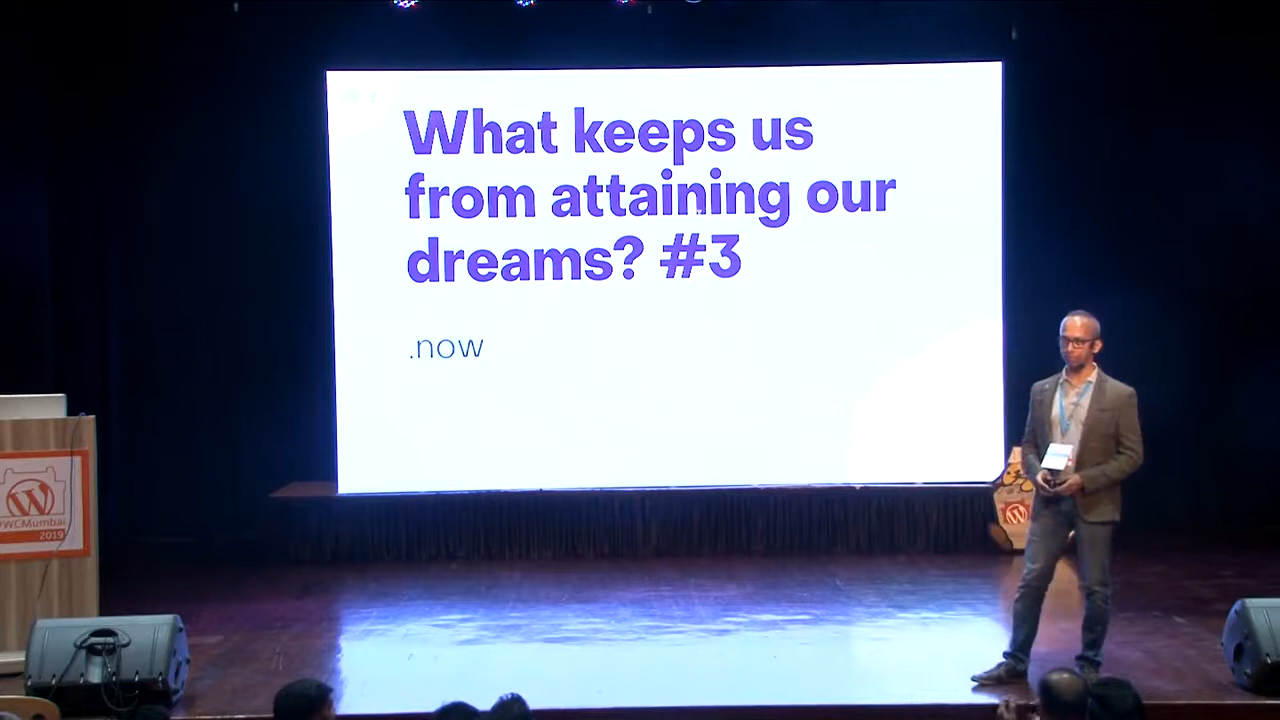 What keeps us
from attaining our
dreams? #3
.now
#WCMumbai
2019